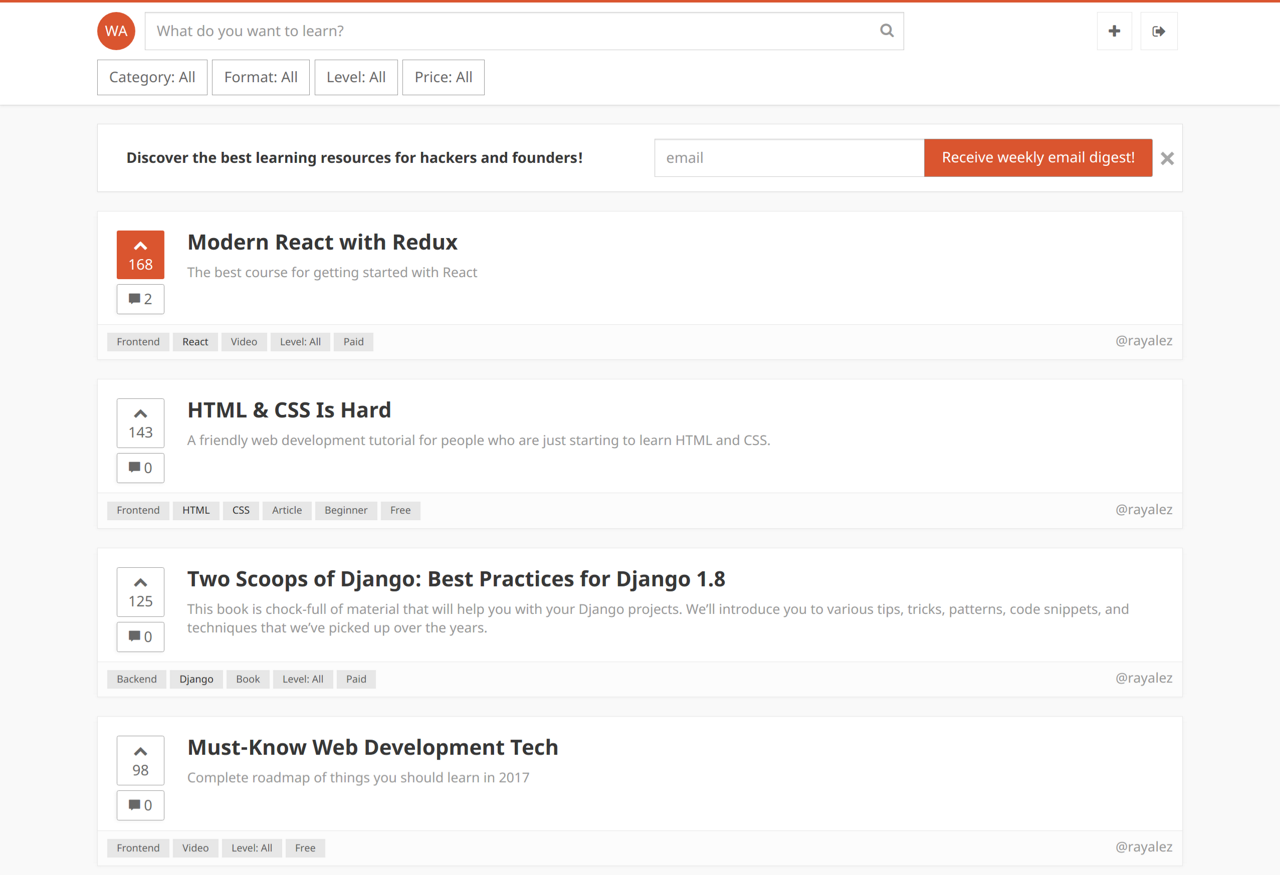 WA What do you want to learn?
Category: All Format: All Level: All Price: All
Discover the best learning resources for hackers and founders! email Receive weekly email digest!
Modern React with Redux
168
The best course for getting started with React
2
Frontend React Video Level: All Paid @rayalez
HTML & CSS Is Hard
143
A friendly web development tutorial for people who are just starting to learn HTML and CSS.
0
Frontend HTML CSS Article Beginner Free @rayalez
Two Scoops of Django: Best Practices for Django 1.8
125
This book is chock-full of material that will help you with your Django projects. We’ll introduce you to various tips, tricks, patterns, code snippets, and
techniques that we’ve picked up over the years.
0
Backend Django Book Level: All Paid @rayalez
Must-Know Web Development Tech
98
Complete roadmap of things you should learn in 2017
0
Frontend Video Level: All Free @rayalez